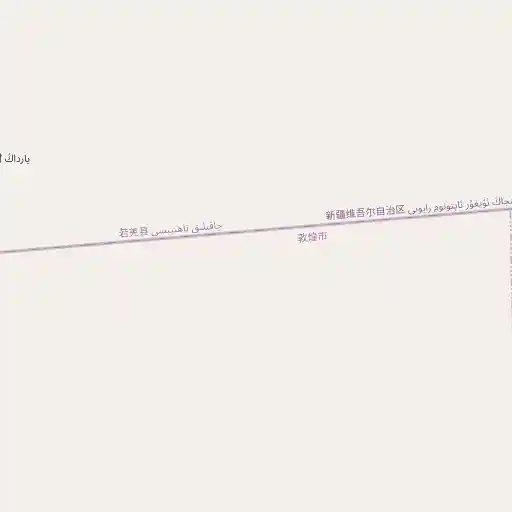 يارداڭ
新疆维吾尔自治区 ئۇيغۇر ئاپتونوم رايونى
若羌县 چاقىلىق ناھىيىسى
敦煌市